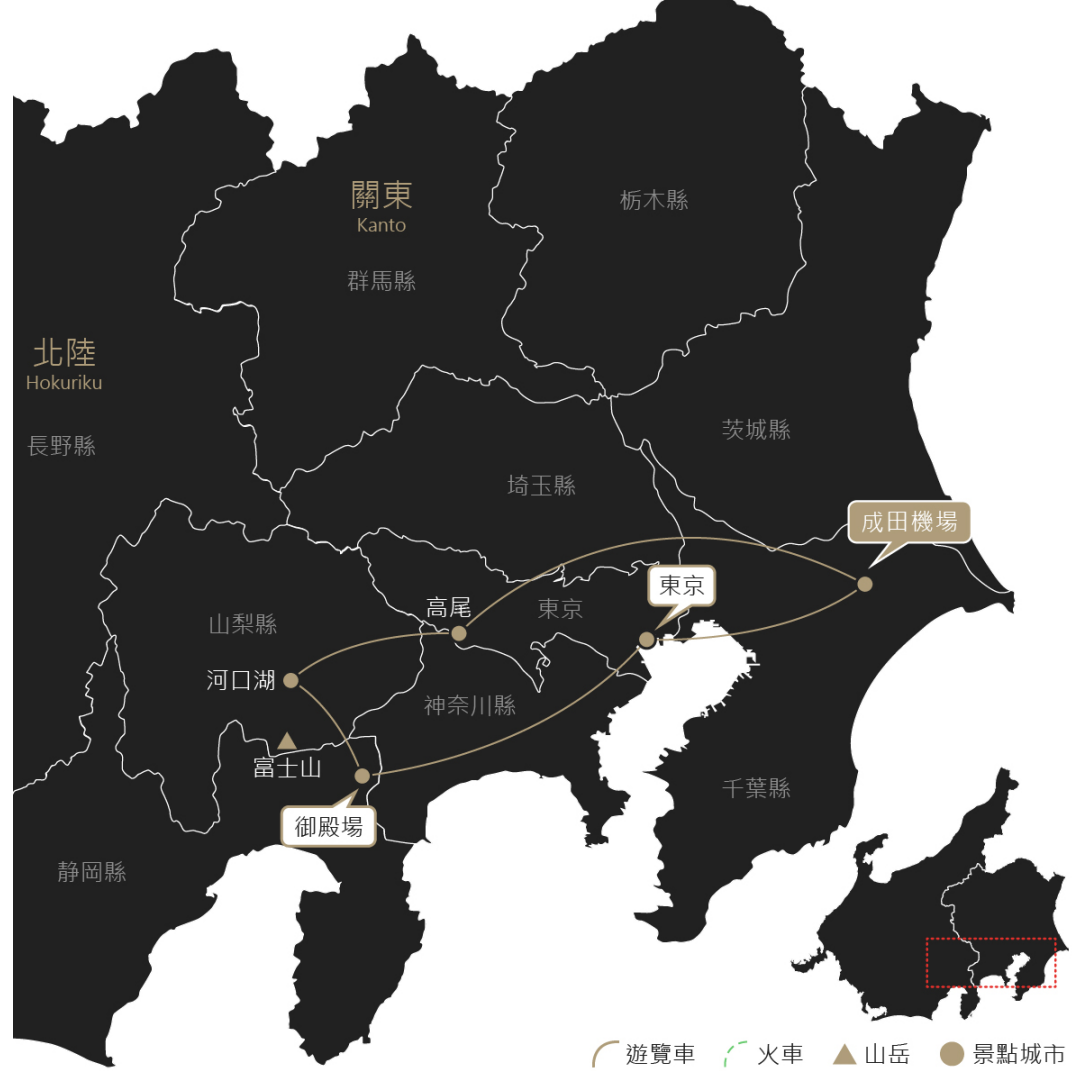 關東
Kanto
栃木縣
群馬縣
北陸
Hokuriku
長野縣
茨城縣
埼玉縣
成田機場
東京
高尾
東京
山梨縣
河口湖
神奈川縣
富士山
千葉縣
御殿場
静岡縣
遊覽車
火車
山岳
景點城市